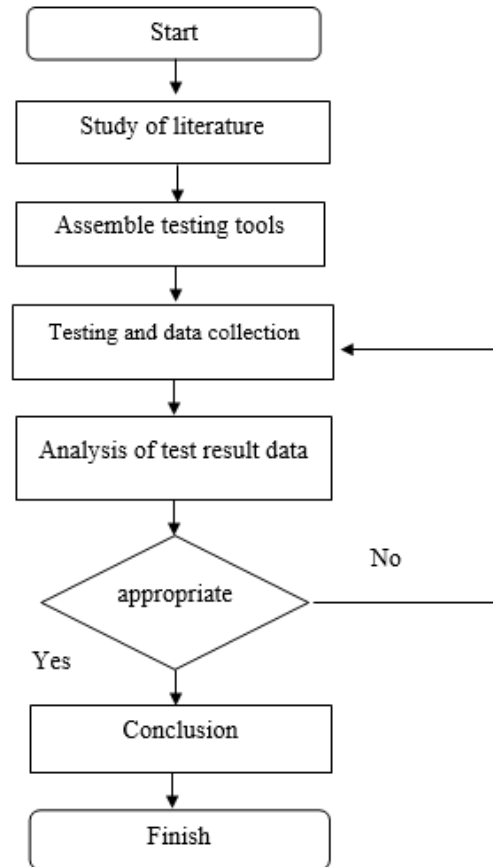 Start
Study of literature
Assemble testing tools
Testing and data collection
Analysis of test result data
appropriate
No
Yes
Conclusion
Finish